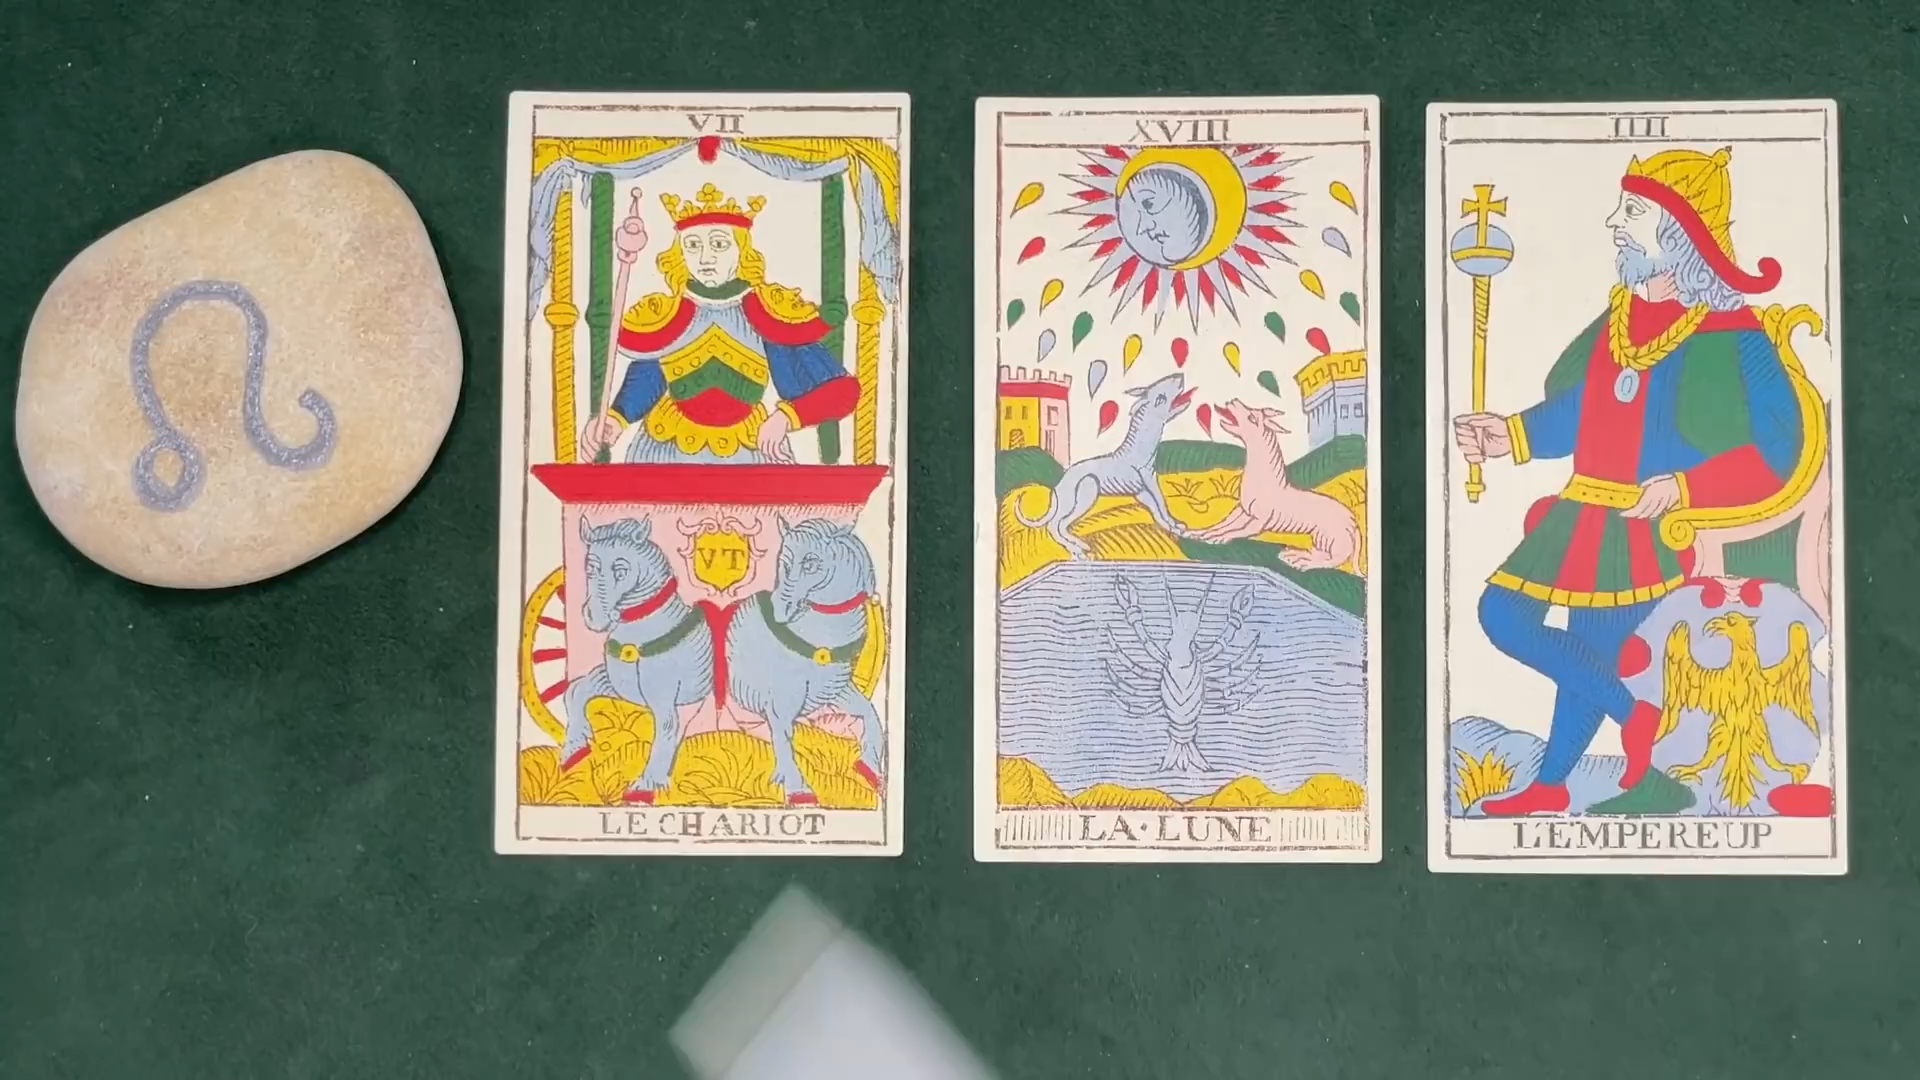 VII
LE CHARIOT
VT
XVIII
LA·LUNE
IIII
L'EMPEREUP